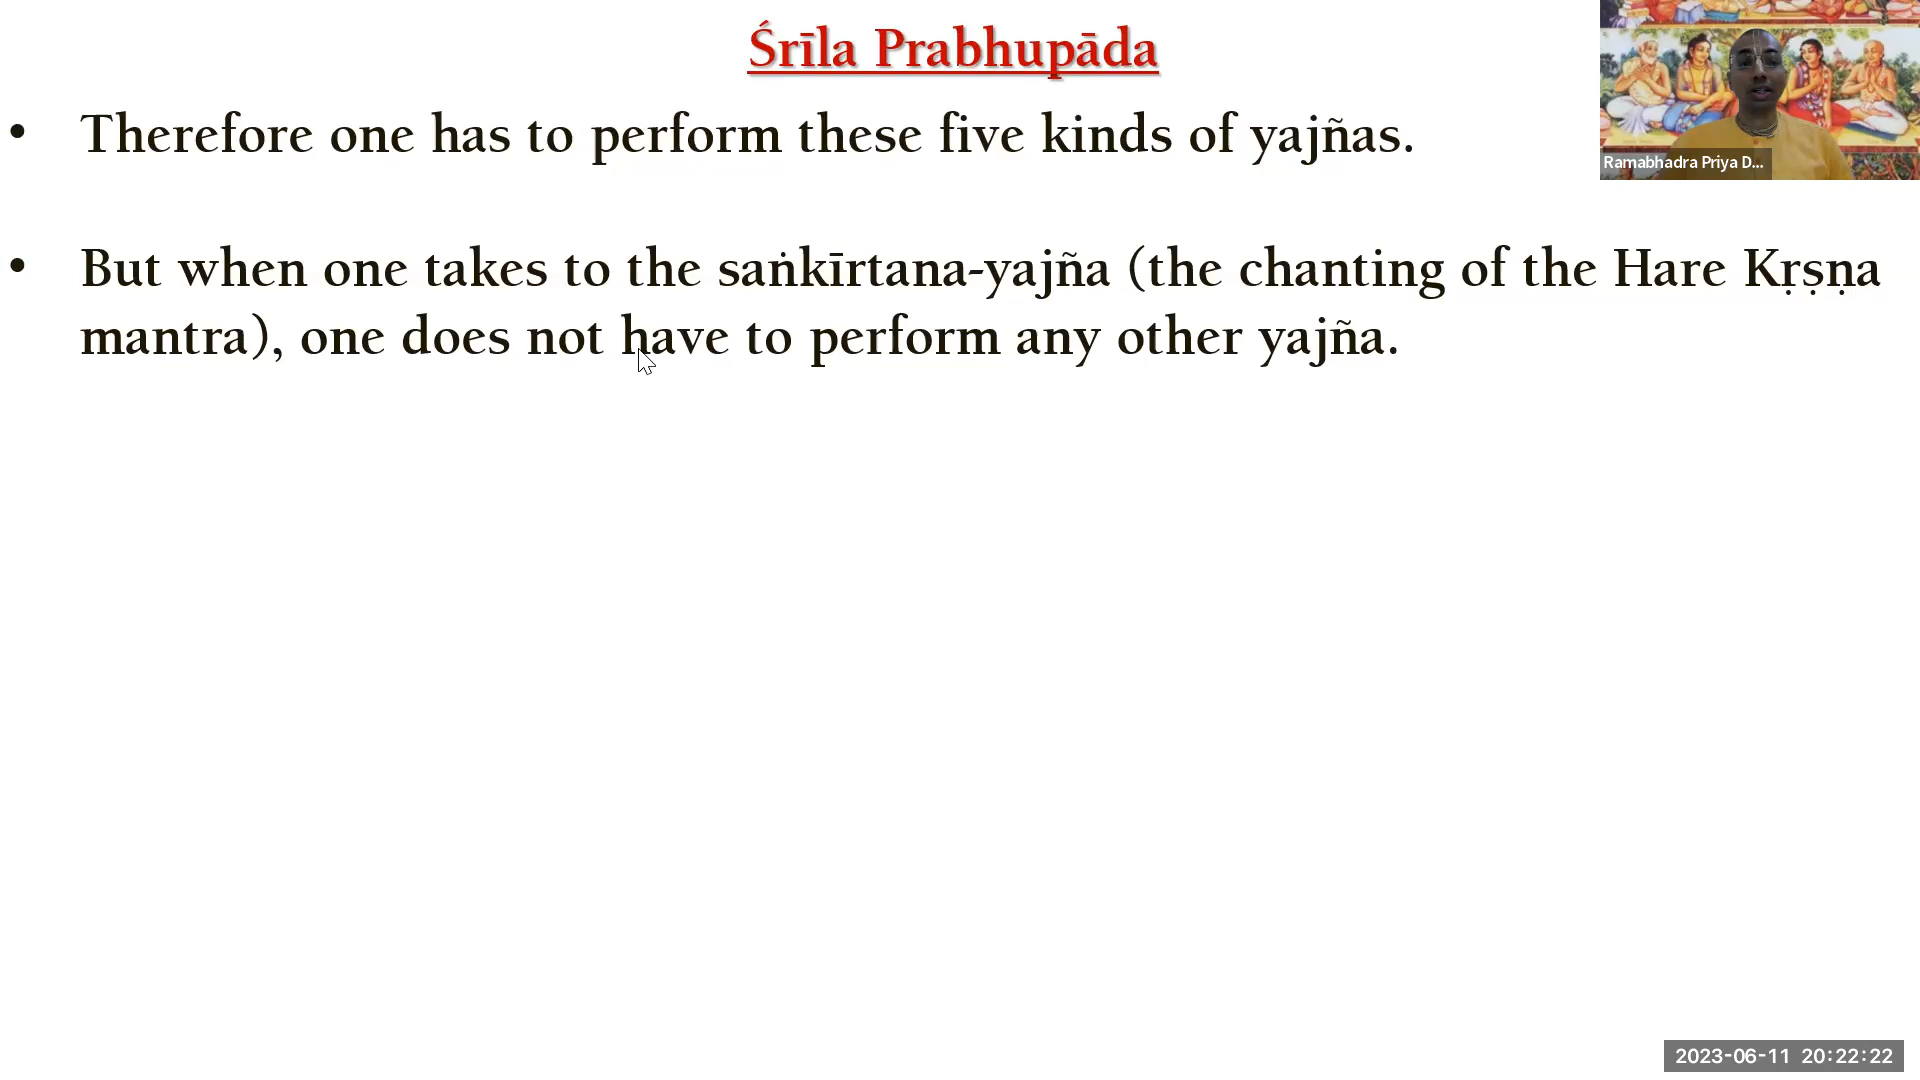 Śrīla Prabhupāda
• Therefore one has to perform these five kinds of yajñas.
• But when one takes to the saṅkīrtana-yajña (the chanting of the Hare Kṛṣṇa
mantra), one does not have to perform any other yajña.
Ramabhadra Priya D...
2023-06-11 20:22:22